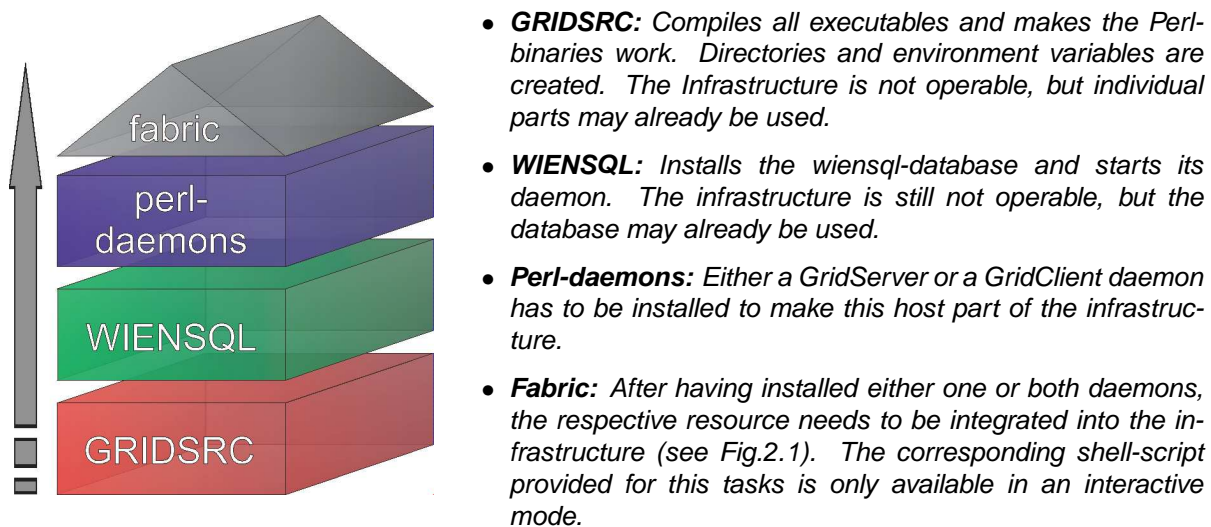 fabric
perl-
daemons
WIENSQL
GRIDSRC
• GRIDSRC: Compiles all executables and makes the Perl-
binaries work. Directories and environment variables are
created. The Infrastructure is not operable, but individual
parts may already be used.
• WIENSQL: Installs the wiensql-database and starts its
daemon. The infrastructure is still not operable, but the
database may already be used.
• Perl-daemons: Either a GridServer or a GridClient daemon
has to be installed to make this host part of the infrastruc-
ture.
• Fabric: After having installed either one or both daemons,
the respective resource needs to be integrated into the in-
frastructure (see Fig.2.1). The corresponding shell-script
provided for this tasks is only available in an interactive
mode.